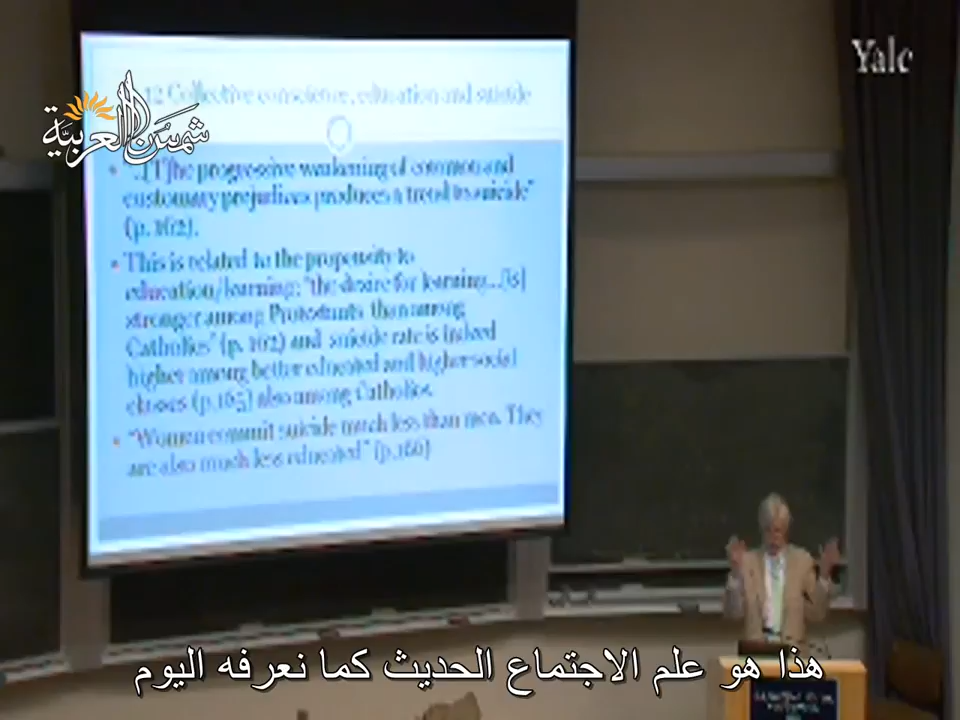 Yale
شمس العربية
12 Collective conscience, education and suicide
• "..[T]he progressive weakening of common and
customary prejudices produces a trend to suicide"
(p. 162).
• This is related to the propensity to
education/learning: "the desire for learning...[is]
stronger among Protestants than among
Catholics" (p. 162) and suicide rate is indeed
higher among better educated and higher social
classes (p.165) also among Catholics.
• "Women commit suicide much less than men. They
are also much less educated" (p.166)
هذا هو علم الاجتماع الحديث كما نعرفه اليوم